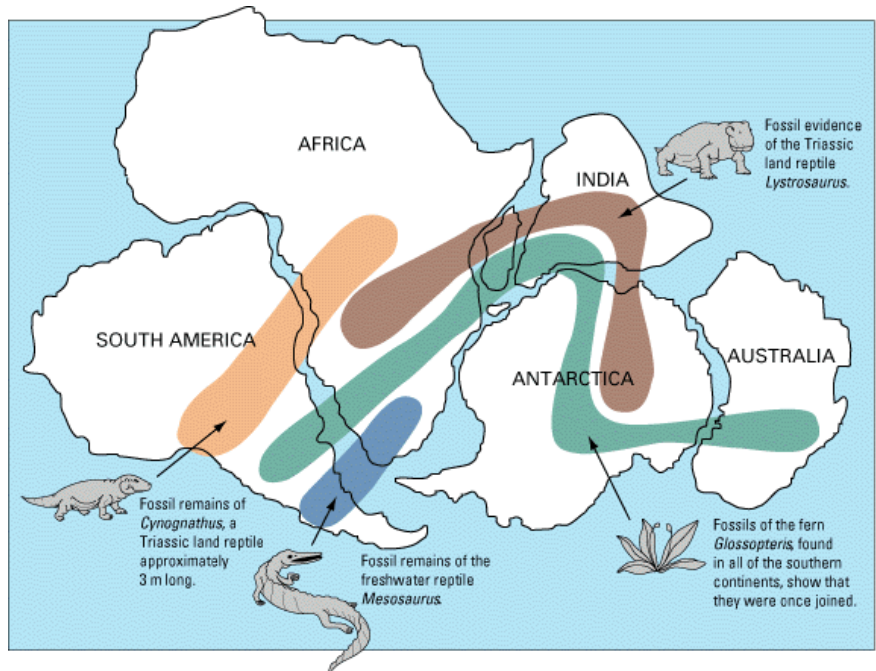 AFRICA
INDIA
Fossil evidence
of the Triassic
land reptile
Lystrosaurus.
SOUTH AMERICA
ANTARCTICA
AUSTRALIA
Fossil remains of
Cynognathus, a
Triassic land reptile
approximately
3 m long.
Fossil remains of the
freshwater reptile
Mesosaurus.
Fossils of the fern
Glossopteris, found
in all of the southern
continents, show that
they were once joined.